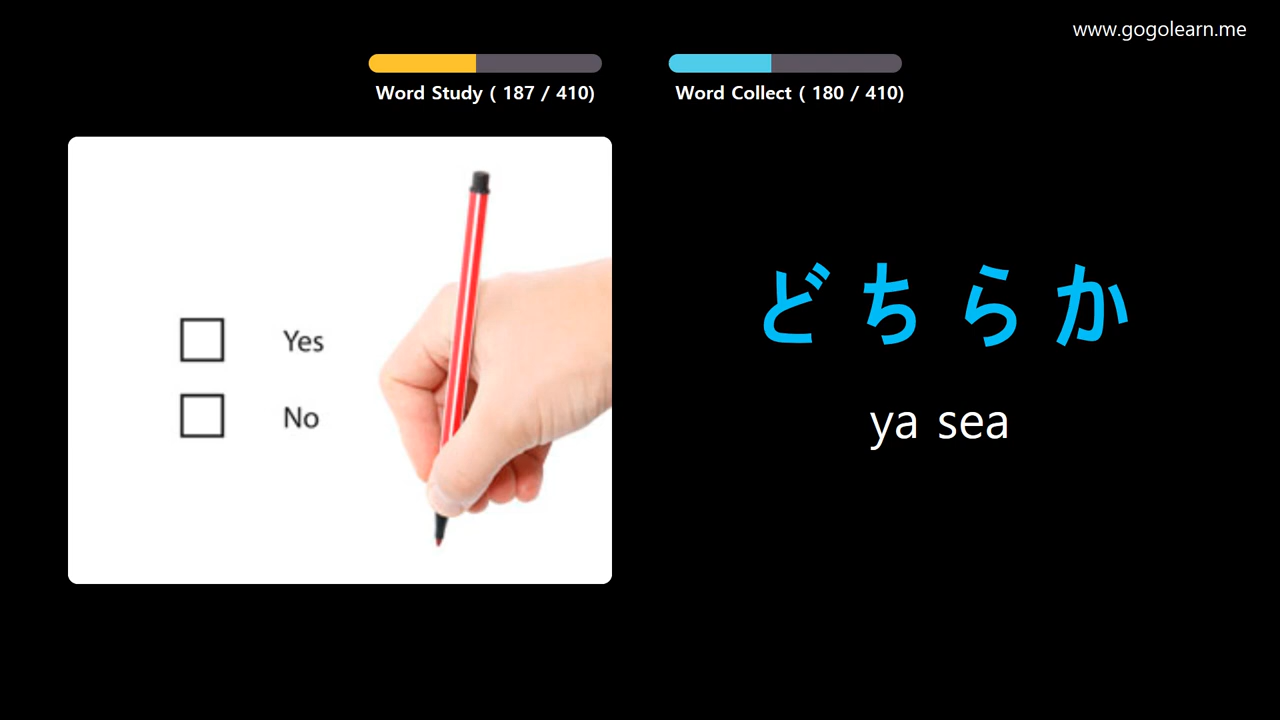 www.gogolearn.me
Word Study ( 187 / 410)
Word Collect ( 180 / 410)
Yes
No
どちらか
ya sea